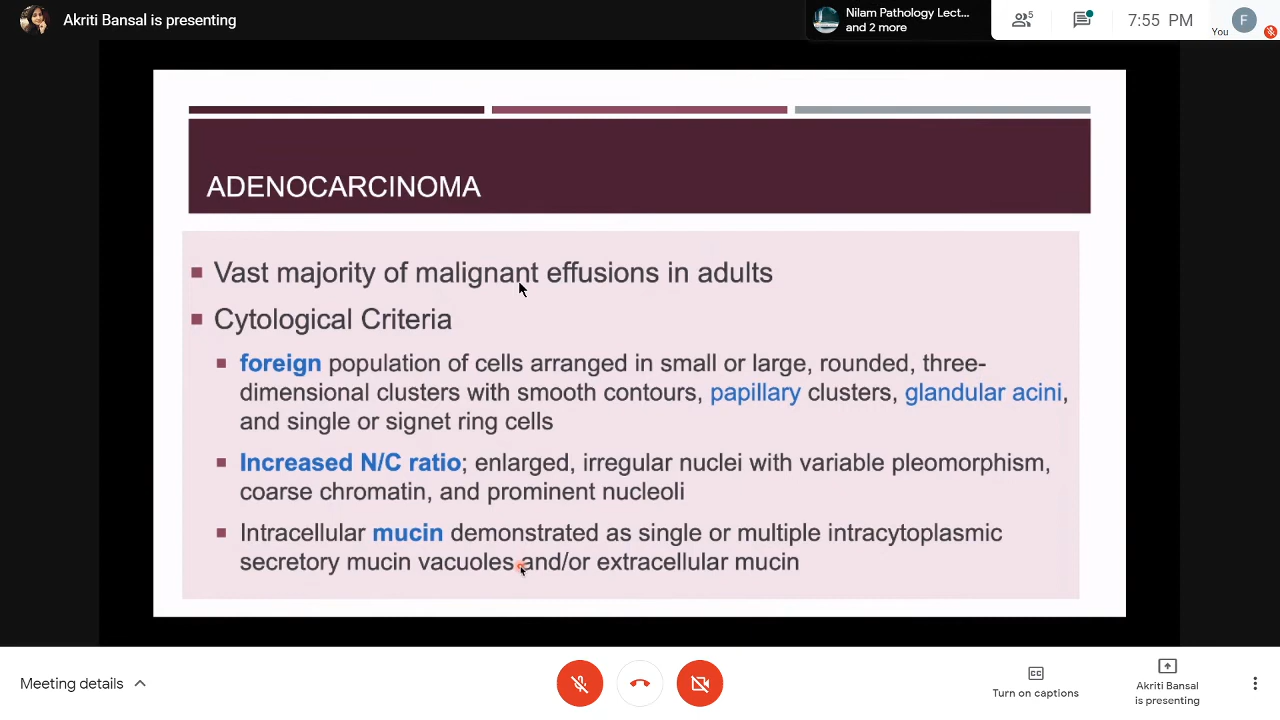 Akriti Bansal is presenting
Nilam Pathology Lect...
and 2 more
5
7:55 PM
You
F
ADENOCARCINOMA
Vast majority of malignant effusions in adults
Cytological Criteria
foreign population of cells arranged in small or large, rounded, three-
dimensional clusters with smooth contours, papillary clusters, glandular acini,
and single or signet ring cells
Increased N/C ratio; enlarged, irregular nuclei with variable pleomorphism,
coarse chromatin, and prominent nucleoli
Intracellular mucin demonstrated as single or multiple intracytoplasmic
secretory mucin vacuoles and/or extracellular mucin
Meeting details
CC
Turn on captions
Akriti Bansal
is presenting